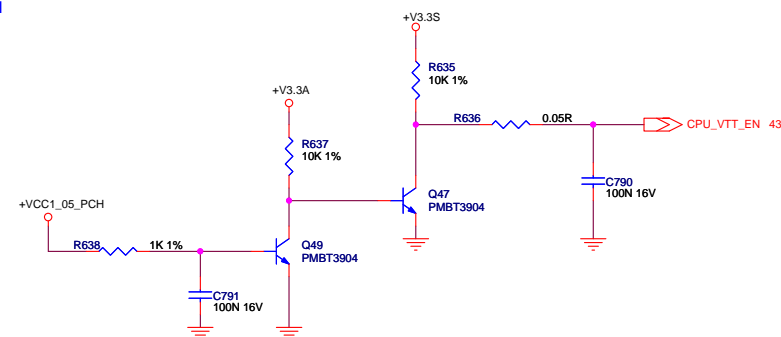 +V3.3S
R635
10K 1%
+V3.3A
R636
0.05R
CPU_VTT_EN 43
R637
10K 1%
C790
100N 16V
Q47
PMBT3904
+VCC1_05_PCH
R638
1K 1%
Q49
PMBT3904
C791
100N 16V